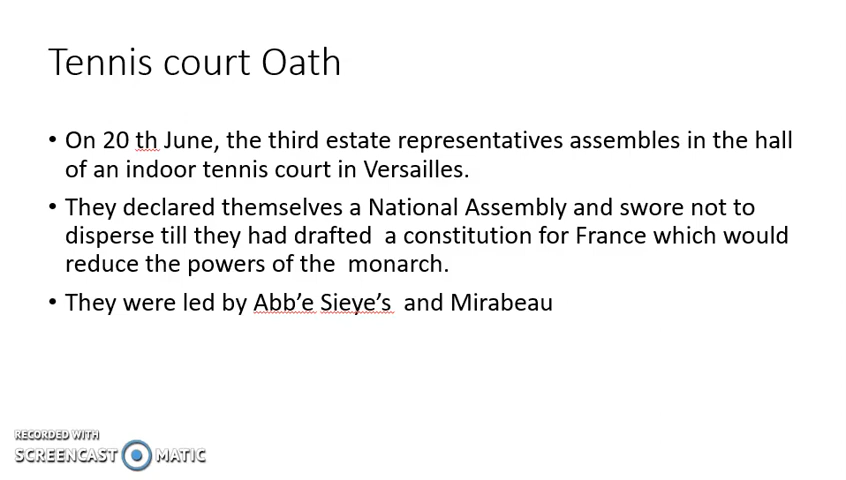 Tennis court Oath
• On 20 th June, the third estate representatives assembles in the hall
of an indoor tennis court in Versailles.
• They declared themselves a National Assembly and swore not to
disperse till they had drafted  a constitution for France which would
reduce the powers of the  monarch.
• They were led by Abb’e Sieye’s  and Mirabeau
RECORDED WITH
SCREENCAST MATIC